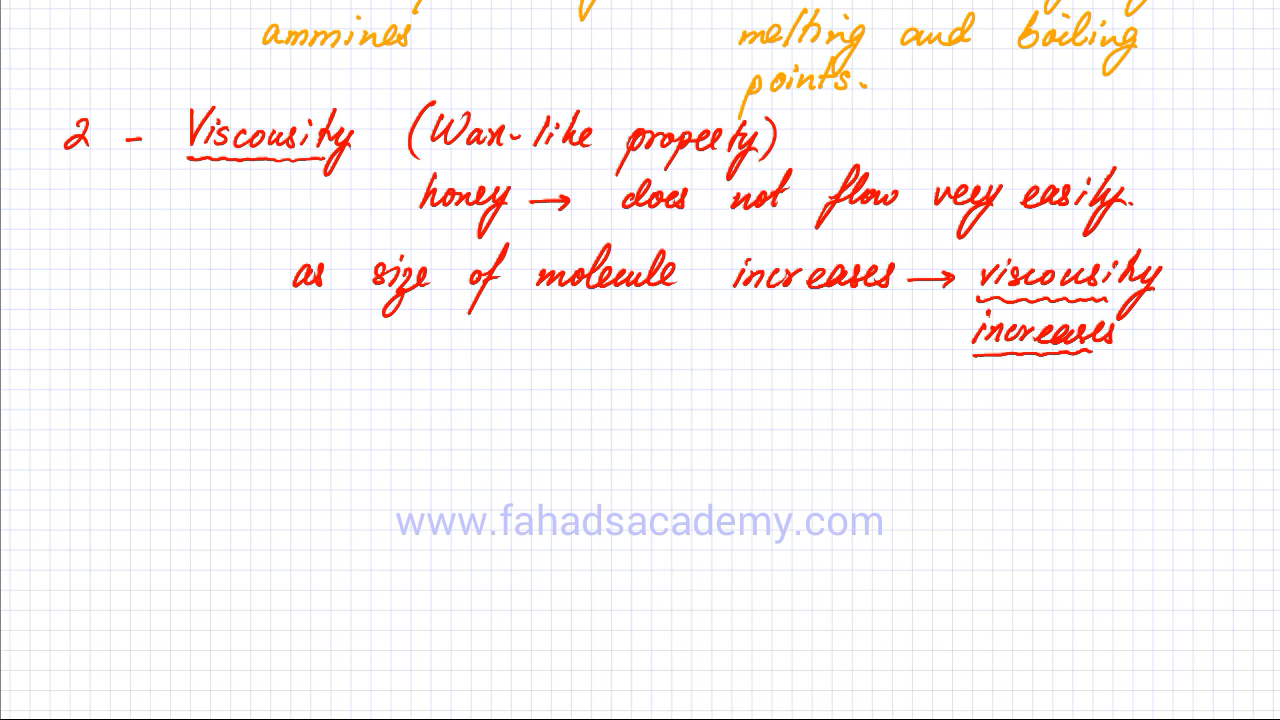 ammines melting and boiling
points.
2 - Viscousity (Wax-like property)
honey → does not flow very easily.
as size of molecule increases → viscousity
increases
www.fahadsacademy.com